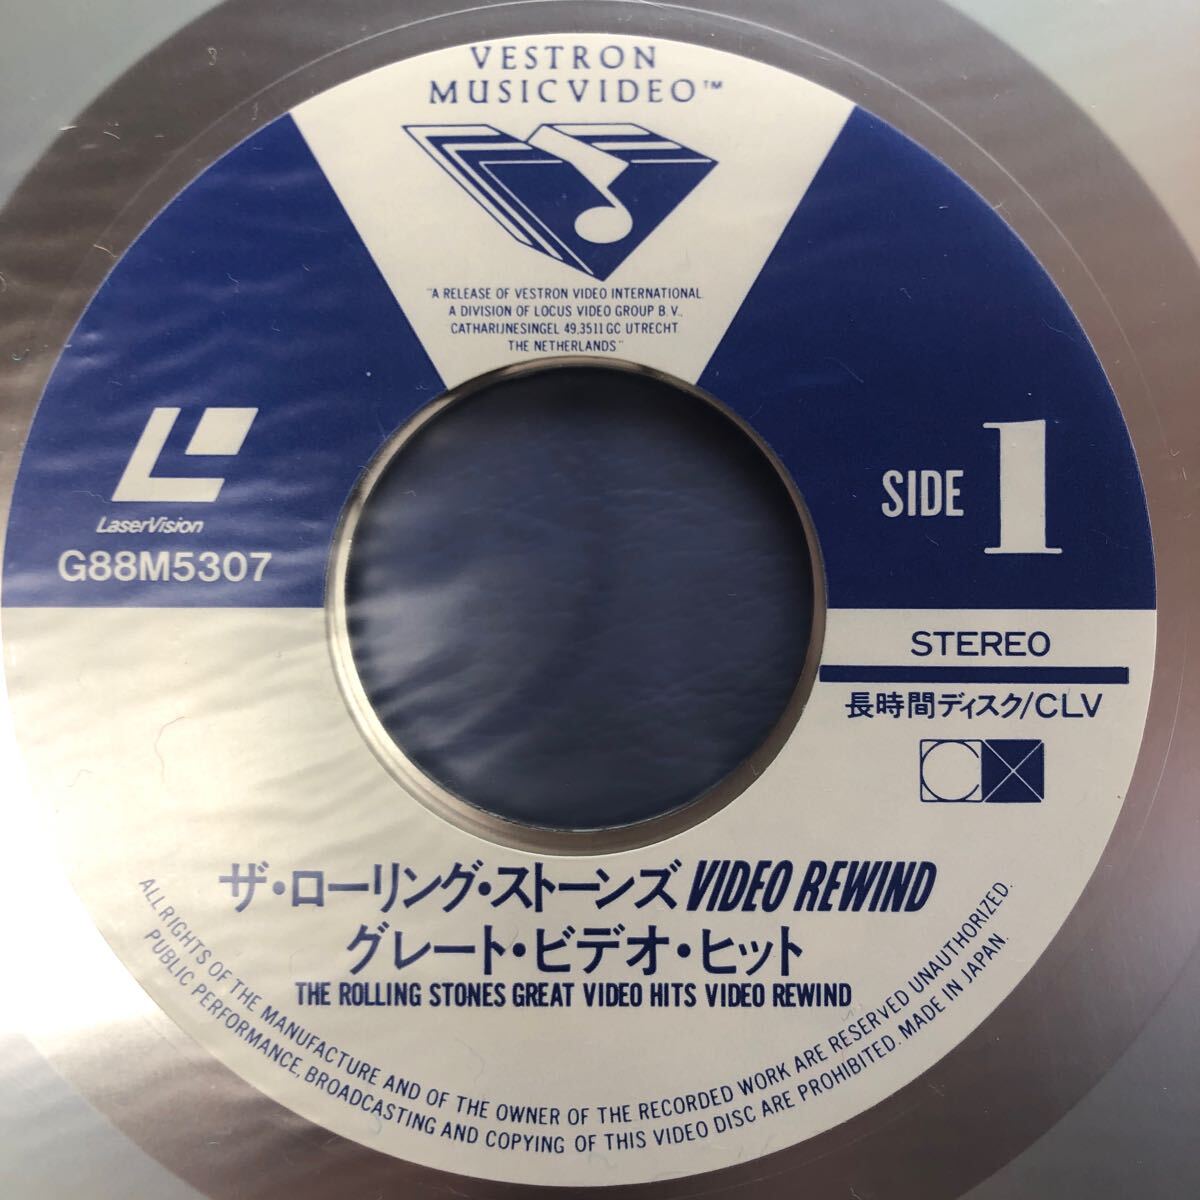 VESTRON
MUSICVIDEO™
"A RELEASE OF VESTRON VIDEO INTERNATIONAL
A DIVISION OF LOCUS VIDEO GROUP B.V.,
CATHARIJNESINGEL 49,3511 GC UTRECHT
THE NETHERLANDS"
LaserVision
G88M5307
SIDE 1
STEREO
長時間ディスク/CLV
CX
ザ・ローリング・ストーンズ VIDEO REWIND
グレート・ビデオ・ヒット
THE ROLLING STONES GREAT VIDEO HITS VIDEO REWIND
ALL RIGHTS OF THE MANUFACTURE AND OF THE OWNER OF THE RECORDED WORK ARE RESERVED UNAUTHORIZED.
PUBLIC PERFORMANCE, BROADCASTING AND COPYING OF THIS VIDEO DISC ARE PROHIBITED. MADE IN JAPAN.